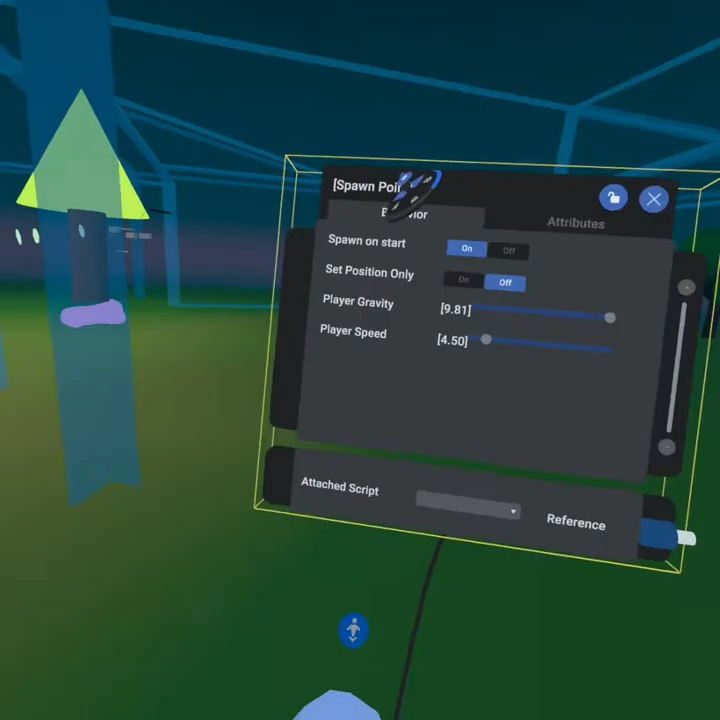 [Spawn Poi
Attributes
Spawn on start On Off
Set Position Only On Off
Player Gravity [9.81]
Player Speed [4.50]
Attached Script
Reference